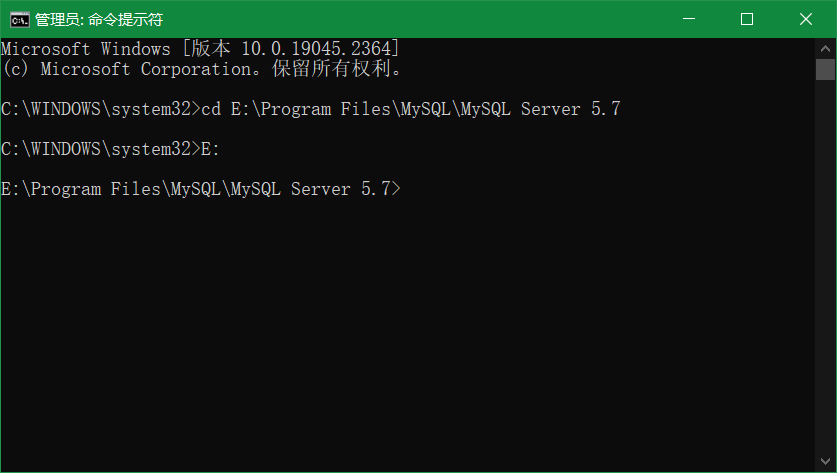 管理员: 命令提示符
Microsoft Windows [版本 10.0.19045.2364]
(c) Microsoft Corporation。保留所有权利。
C:\WINDOWS\system32>cd E:\Program Files\MySQL\MySQL Server 5.7
C:\WINDOWS\system32>E:
E:\Program Files\MySQL\MySQL Server 5.7>